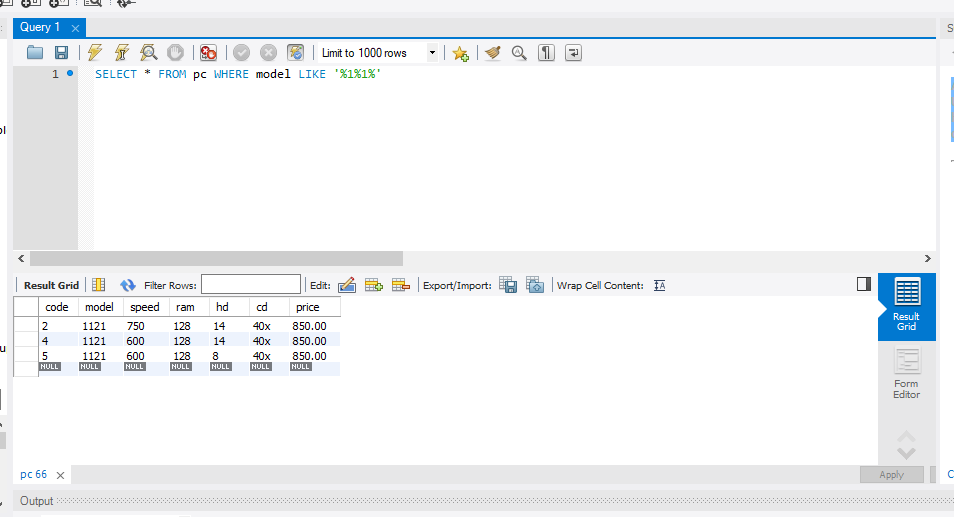 Query 1
Limit to 1000 rows
1 SELECT * FROM pc WHERE model LIKE '%1%1%'
Result Grid Filter Rows: Edit: Export/Import: Wrap Cell Content: IA
code model speed ram hd cd price
2 1121 750 128 14 40x 850.00
4 1121 600 128 14 40x 850.00
5 1121 600 128 8 40x 850.00
NULL NULL NULL NULL NULL NULL NULL
Result
Grid
Form
Editor
pc 66
Apply
Output